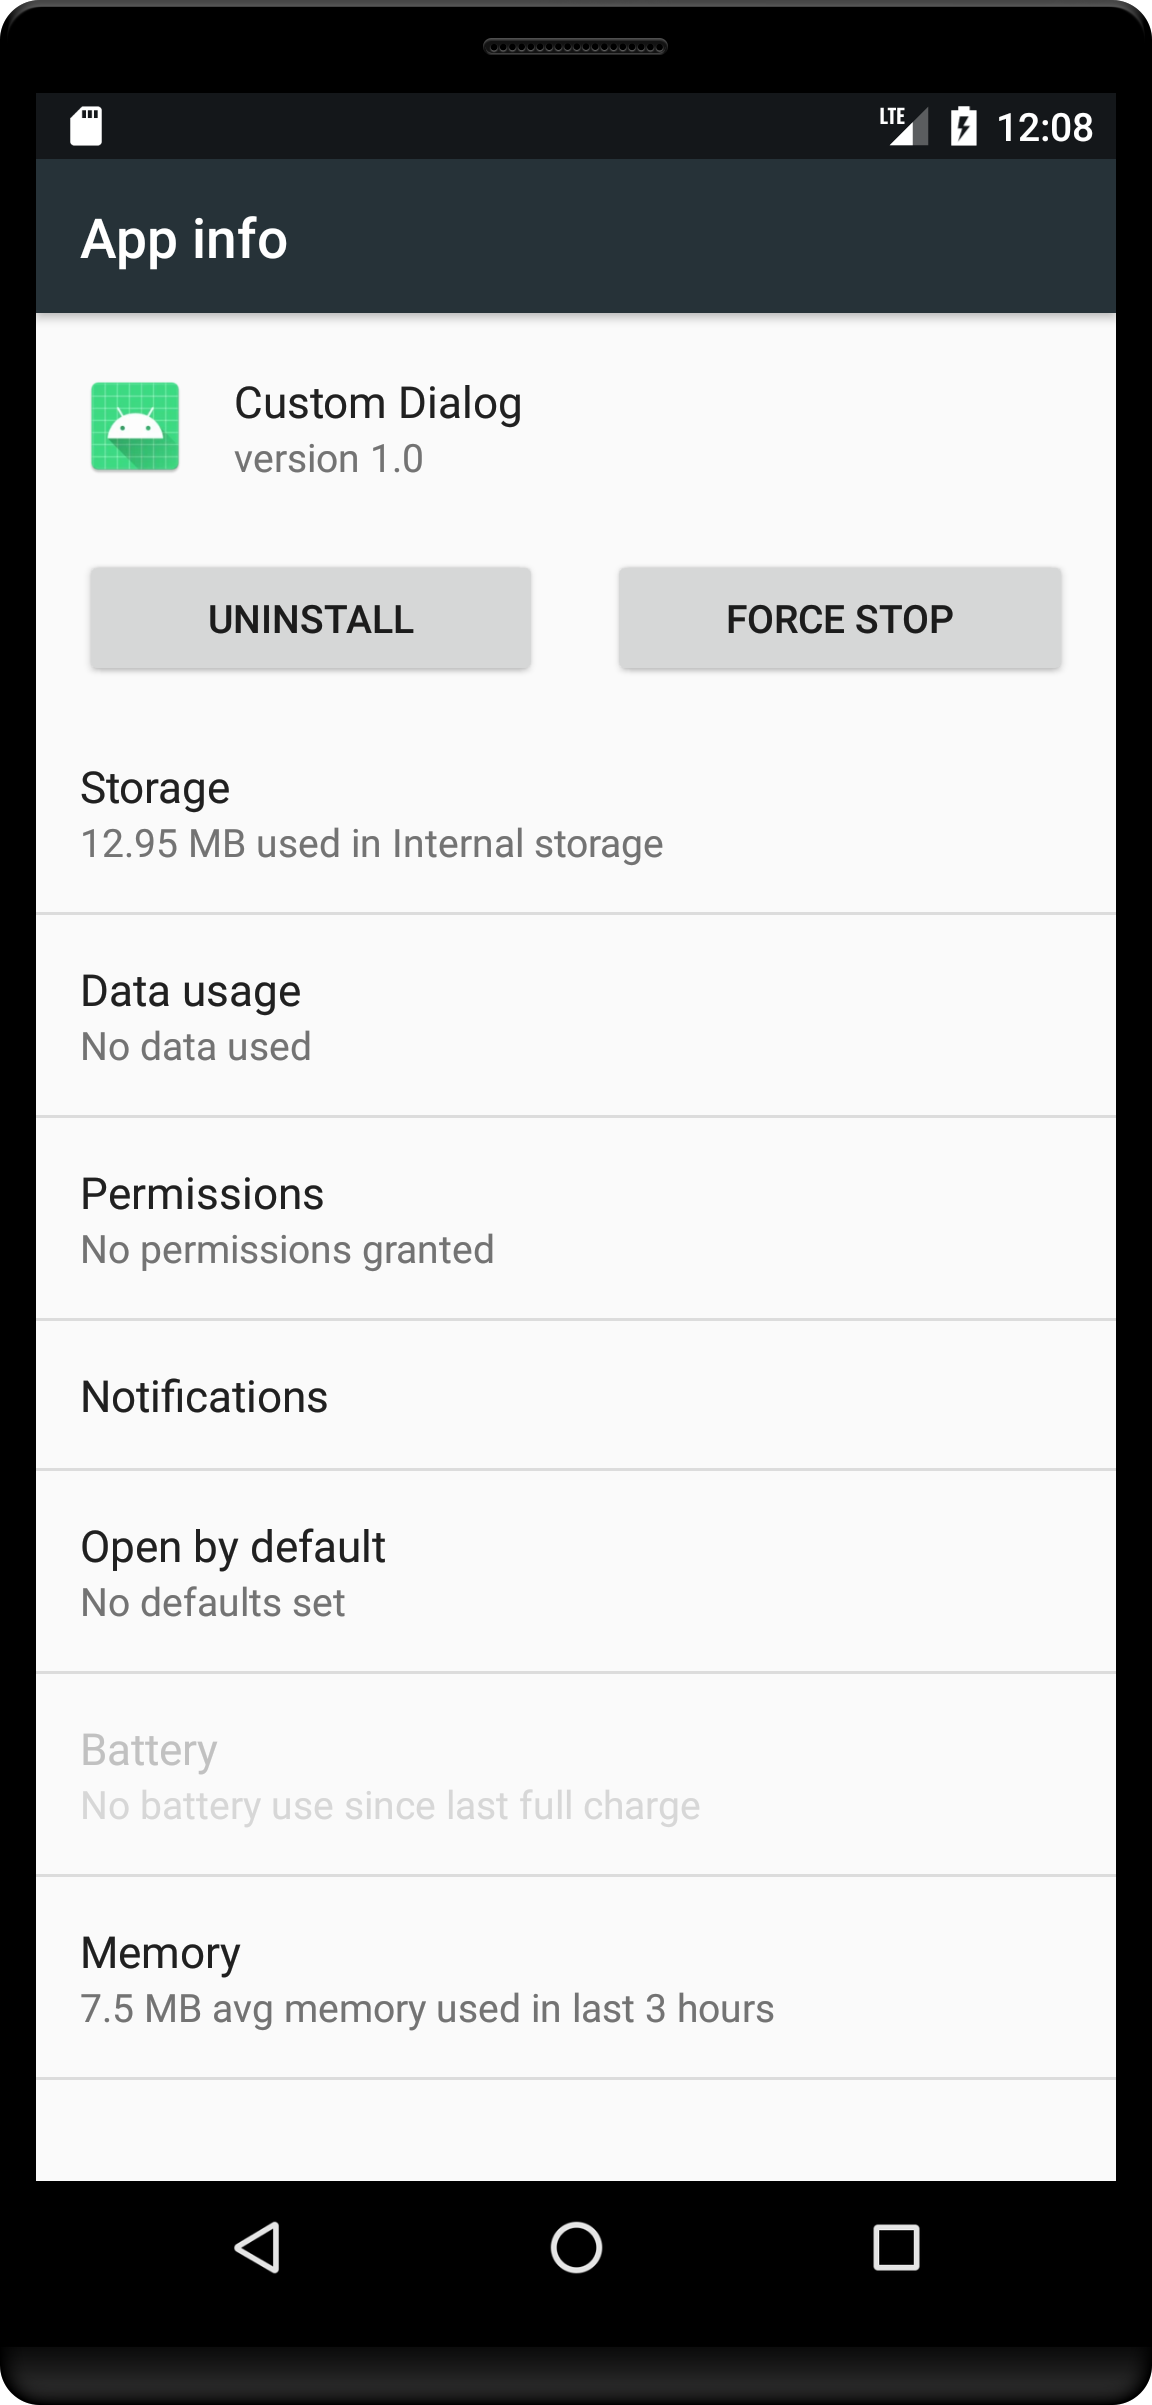 LTE 12:08
App info
Custom Dialog
version 1.0
UNINSTALL FORCE STOP
Storage
12.95 MB used in Internal storage
Data usage
No data used
Permissions
No permissions granted
Notifications
Open by default
No defaults set
Battery
No battery use since last full charge
Memory
7.5 MB avg memory used in last 3 hours